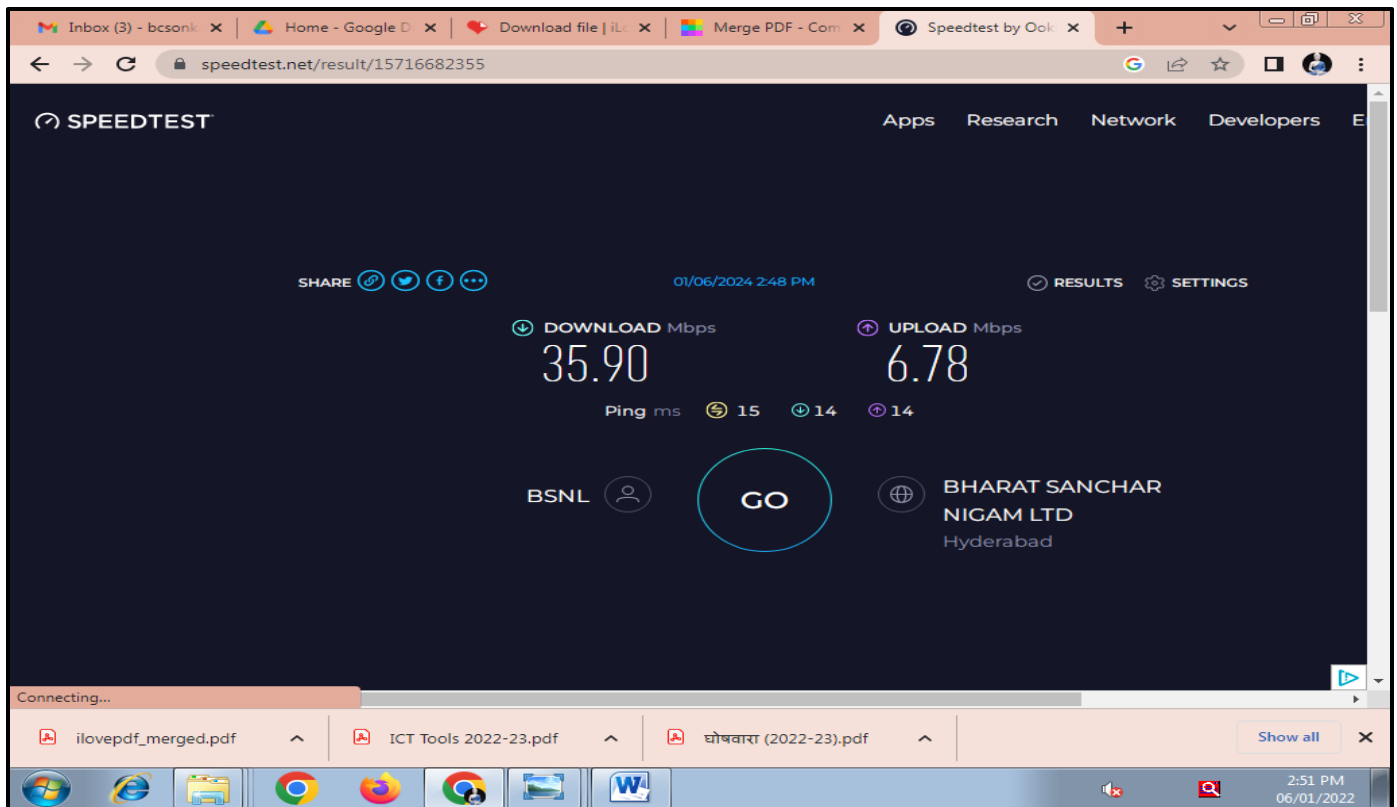 Inbox (3) - bcsonk
Home - Google D
Download file | iLo
Merge PDF - Com
Speedtest by Ook
speedtest.net/result/15716682355
SPEEDTEST
Apps Research Network Developers E
SHARE 01/06/2024 2:48 PM RESULTS SETTINGS
DOWNLOAD Mbps UPLOAD Mbps
35.90 6.78
Ping ms 15 14 14
BSNL GO BHARAT SANCHAR
NIGAM LTD
Hyderabad
Connecting...
ilovepdf_merged.pdf ICT Tools 2022-23.pdf घोषवारा (2022-23).pdf Show all
2:51 PM
06/01/2022